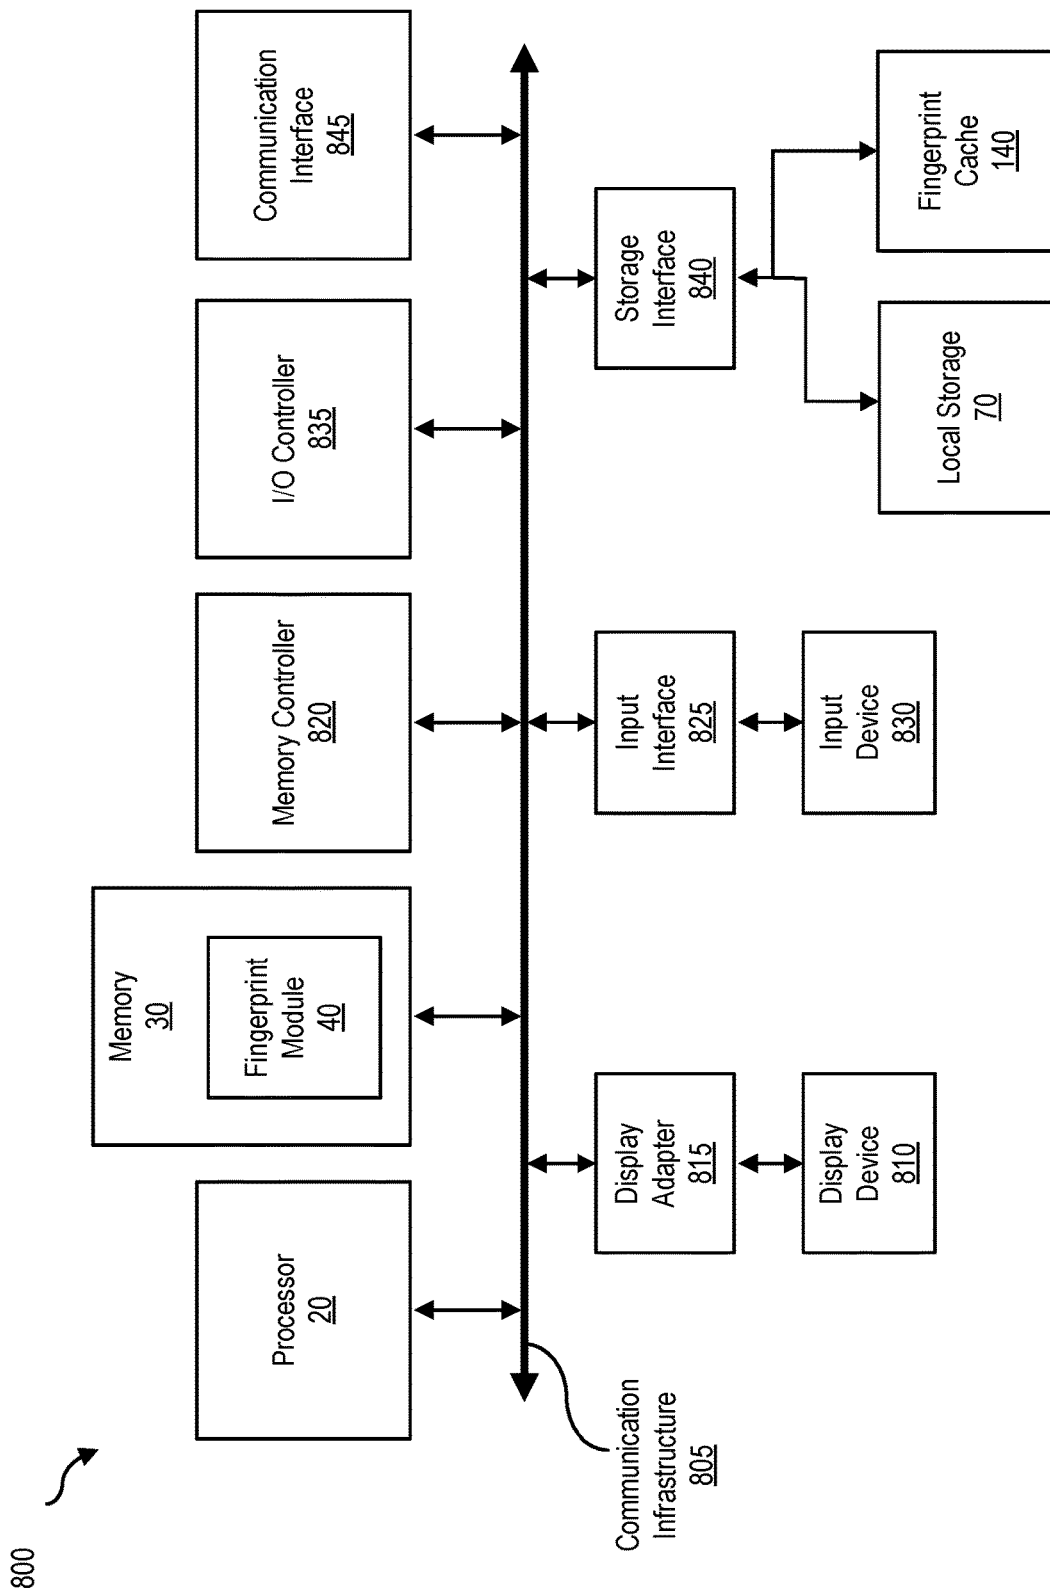 800
Processor
20
Memory
30
Fingerprint
Module
40
Memory Controller
820
I/O Controller
835
Communication
Interface
845
Communication
Infrastructure
805
Display
Adapter
815
Display
Device
810
Input
Interface
825
Input
Device
830
Storage
Interface
840
Local Storage
70
Fingerprint
Cache
140